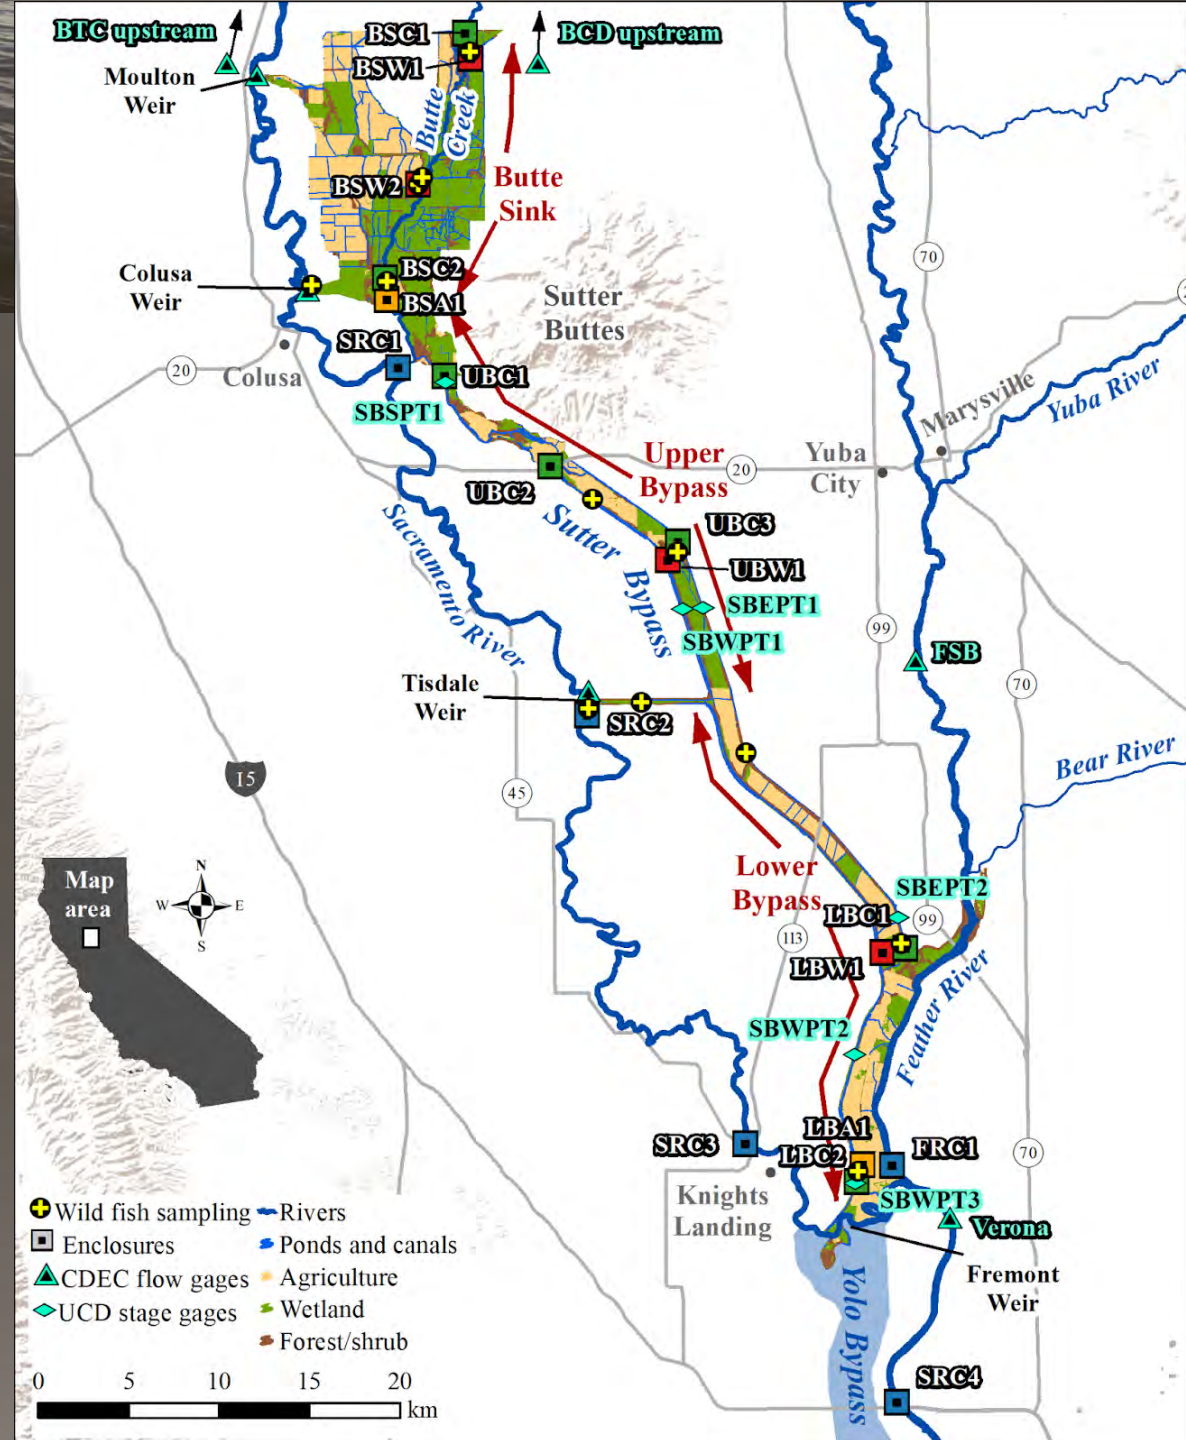 BTC upstream
BSC1
BCD upstream
BSW1
Moulton
Weir
Butte
Creek
Butte
Sink
BSW2
70
Colusa
Weir
BSC2
BSA1
Sutter
Buttes
SRC1
20
Colusa
UBC1
SBSPT1
Marysville
Yuba River
Upper
Bypass
20
Yuba
City
UBC2
Sacramento River
Sutter
Bypass
UBC3
UBW1
SBEPT1
SBWPT1
99
FSB
Tisdale
Weir
SRC2
70
Bear River
I5
45
Lower
Bypass
SBEPT2
LBC1
99
113
LBW1
Map
area
N
W
E
S
SBWPT2
Feather River
LBA1
SRC3
LBC2
FRC1
70
Knights
Landing
SBWPT3
Verona
Fremont
Weir
Yolo Bypass
SRC4
Wild fish sampling
Enclosures
CDEC flow gages
UCD stage gages
Rivers
Ponds and canals
Agriculture
Wetland
Forest/shrub
0 5 10 15 20
km